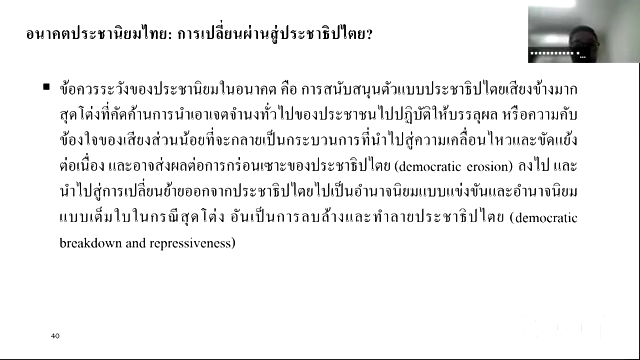 อนาคตประชานิยมไทย: การเปลี่ยนผ่านสู่ประชาธิปไตย?
ข้อควรระวังของประชานิยมในอนาคต คือ การสนับสนุนตัวแบบประชาธิปไตยเสียงข้างมาก
สุดโต่งที่คัดค้านการนำเอาเจตจำนงทั่วไปของประชาชนไปปฏิบัติให้บรรลุผล หรือความคับ
ข้องใจของเสียงส่วนน้อยที่จะกลายเป็นกระบวนการที่นำไปสู่ความเคลื่อนไหวและขัดแย้ง
ต่อเนื่อง และอาจส่งผลต่อการกร่อนเซาะของประชาธิปไตย (democratic erosion) ลงไป และ
นำไปสู่การเปลี่ยนย้ายออกจากประชาธิปไตยไปเป็นอำนาจนิยมแบบแข่งขันและอำนาจนิยม
แบบเต็มใบในกรณีสุดโต่ง อันเป็นการลบล้างและทำลายประชาธิปไตย (democratic
breakdown and repressiveness)
40